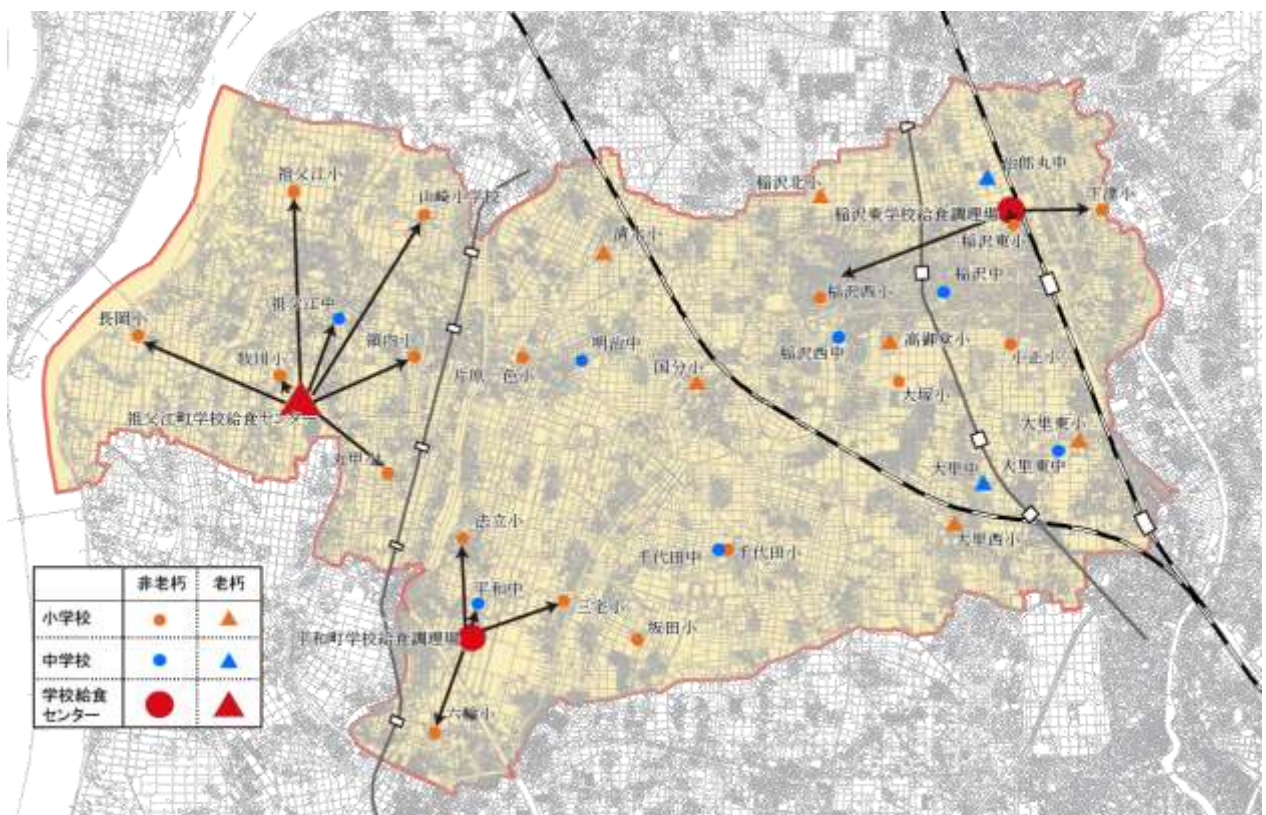 祖父江小
山崎小学校
祖父江中
長岡小
牧川小
領内小
祖父江町学校給食センター
丸甲小
法立小
平和中
平和町学校給食調理場
三宅小
六輪小
坂田小
千代田中
千代田小
清水小
片原一色小
明治中
国分小
稲沢北小
治郎丸中
稲沢東学校給食調理場
下津小
稲沢東小
稲沢西小
稲沢中
稲沢西中
高御堂小
小正小
大塚小
大里東小
大里中
大里東中
大里西小
非老朽
老朽
小学校
中学校
学校給食
センター